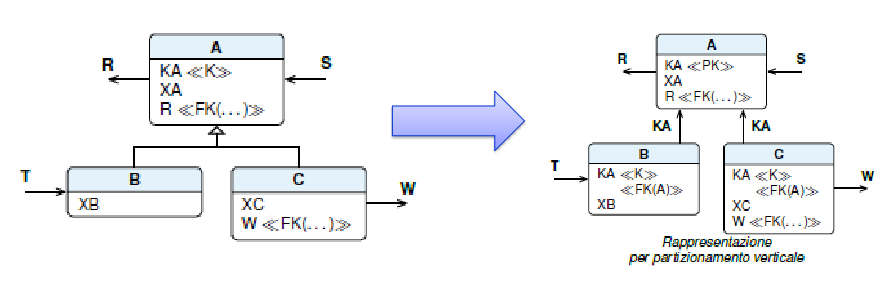 A
R
KA ≪K≫
S
XA
R ≪FK(...)≫
T
B
XB
C
XC
W ≪FK(...)≫
W
A
R
KA ≪PK≫
S
XA
R ≪FK(...)≫
KA
KA
T
B
KA ≪K≫
≪FK(A)≫
XB
C
KA ≪K≫
≪FK(A)≫
XC
W ≪FK(...)≫
W
Rappresentazione
per partizionamento verticale